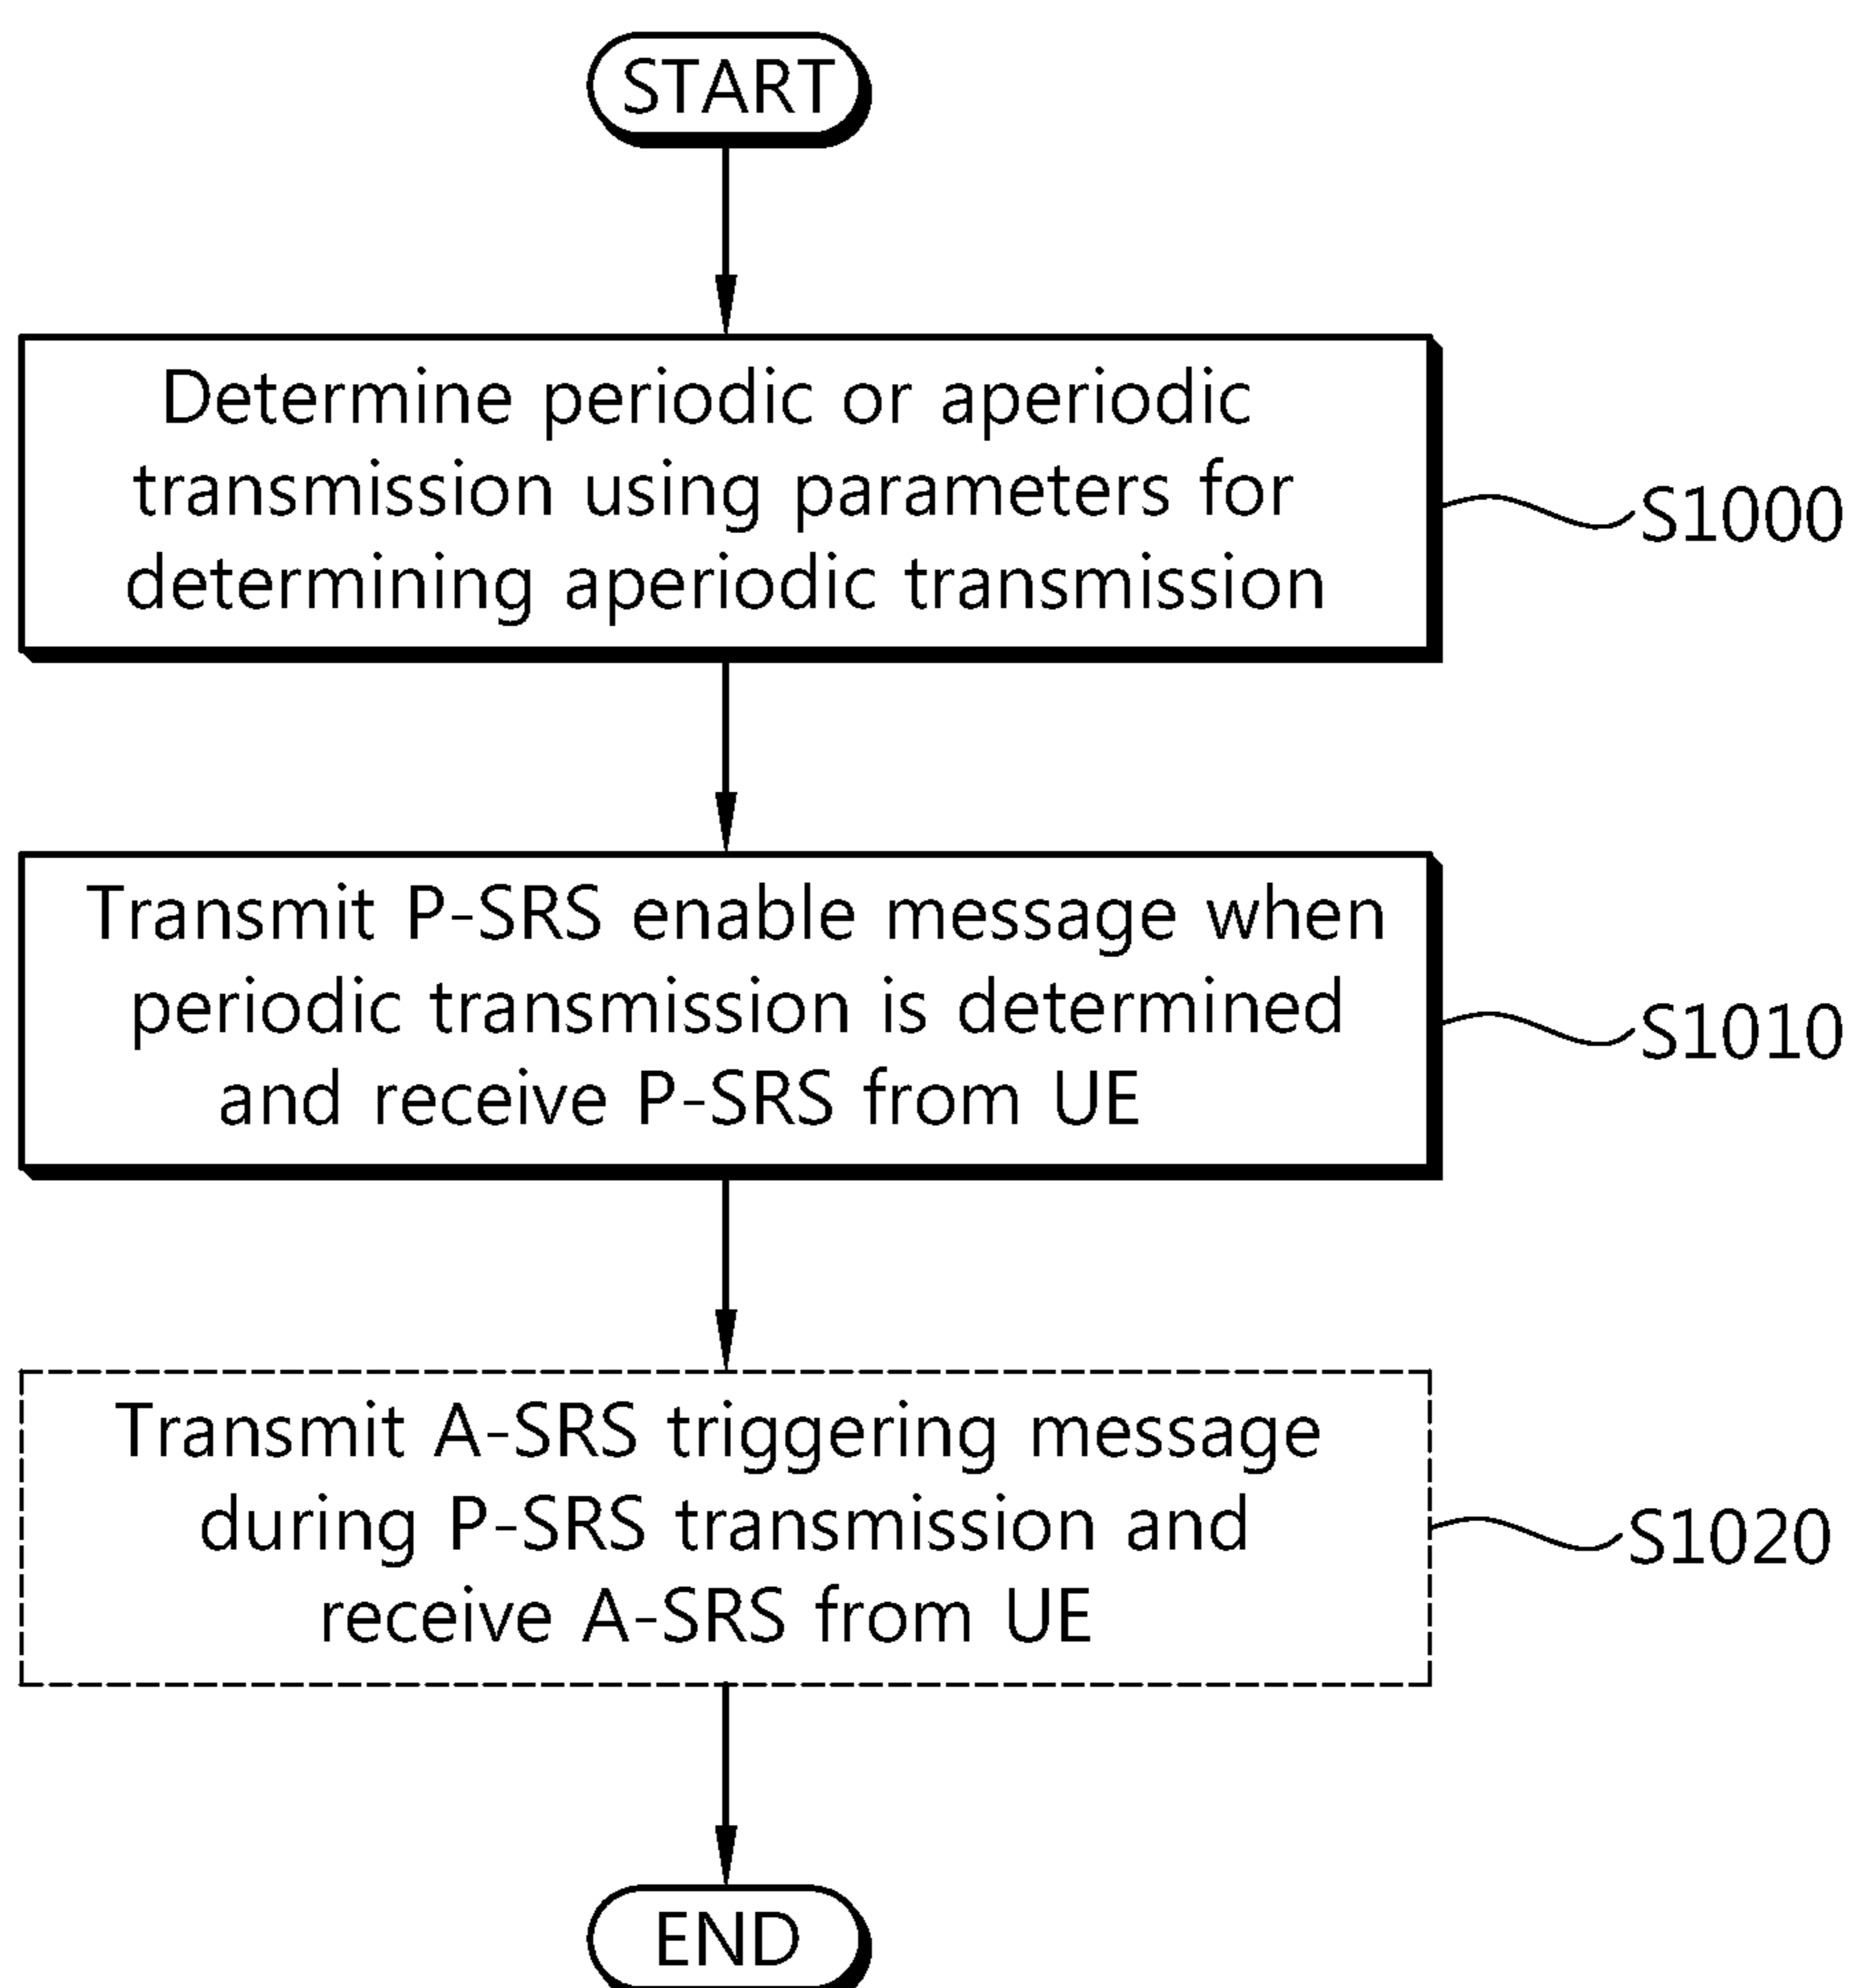 START
Determine periodic or aperiodic
transmission using parameters for
determining aperiodic transmission
S1000
Transmit P-SRS enable message when
periodic transmission is determined
and receive P-SRS from UE
S1010
Transmit A-SRS triggering message
during P-SRS transmission and
receive A-SRS from UE
S1020
END